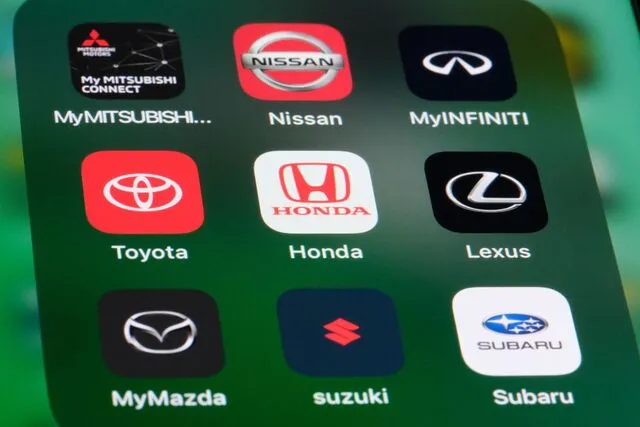 MITSUBISHI
MOTORS
My MITSUBISHI
CONNECT
NISSAN
MyMITSUBISHI...
Nissan
MyINFINITI
HONDA
Toyota
Honda
Lexus
SUBARU
MyMazda
suzuki
Subaru